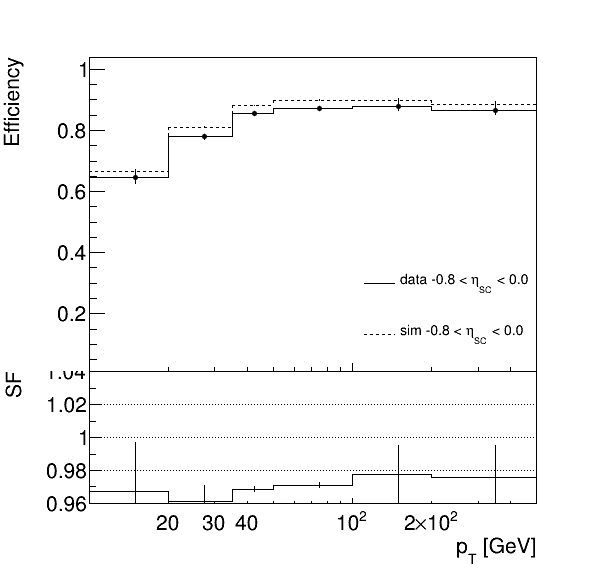 Efficiency
1
0.8
0.6
0.4
0.2
data -0.8 < η_SC < 0.0
sim -0.8 < η_SC < 0.0
SF
1.04
1.02
1
0.98
0.96
20 30 40 10² 2×10²
p_T [GeV]